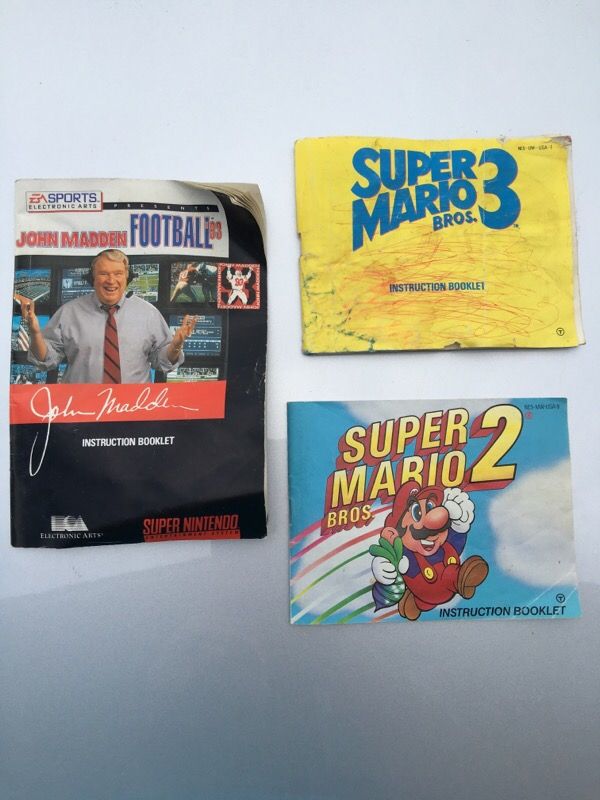 EA SPORTS
ELECTRONIC ARTS
PRESENTS
JOHN MADDEN FOOTBALL '93
John Madden
INSTRUCTION BOOKLET
ELECTRONIC ARTS
SUPER NINTENDO
ENTERTAINMENT SYSTEM
SUPER
MARIO
BROS. 3
TM
INSTRUCTION BOOKLET
T
SUPER
MARIO 2
BROS.
INSTRUCTION BOOKLET
T